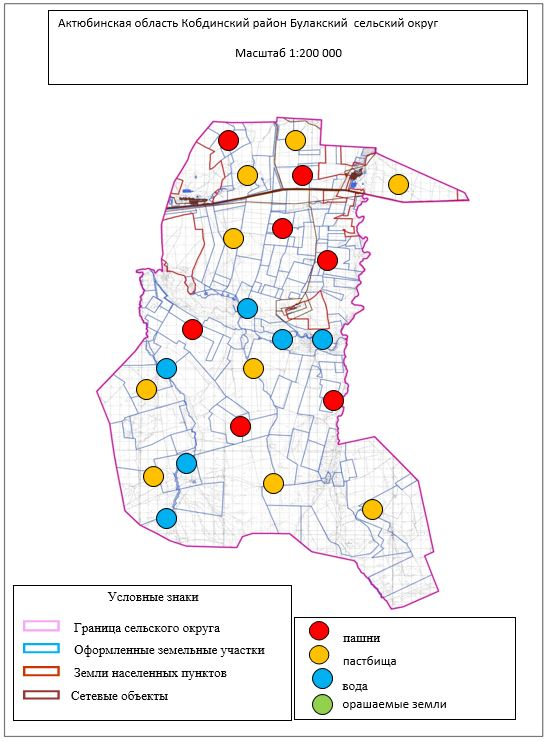 Актюбинская область Кобдинский район Булакский сельский округ
Масштаб 1:200 000
Условные знаки
Граница сельского округа
Оформленные земельные участки
Земли населенных пунктов
Сетевые объекты
пашни
пастбища
вода
орашаемые земли